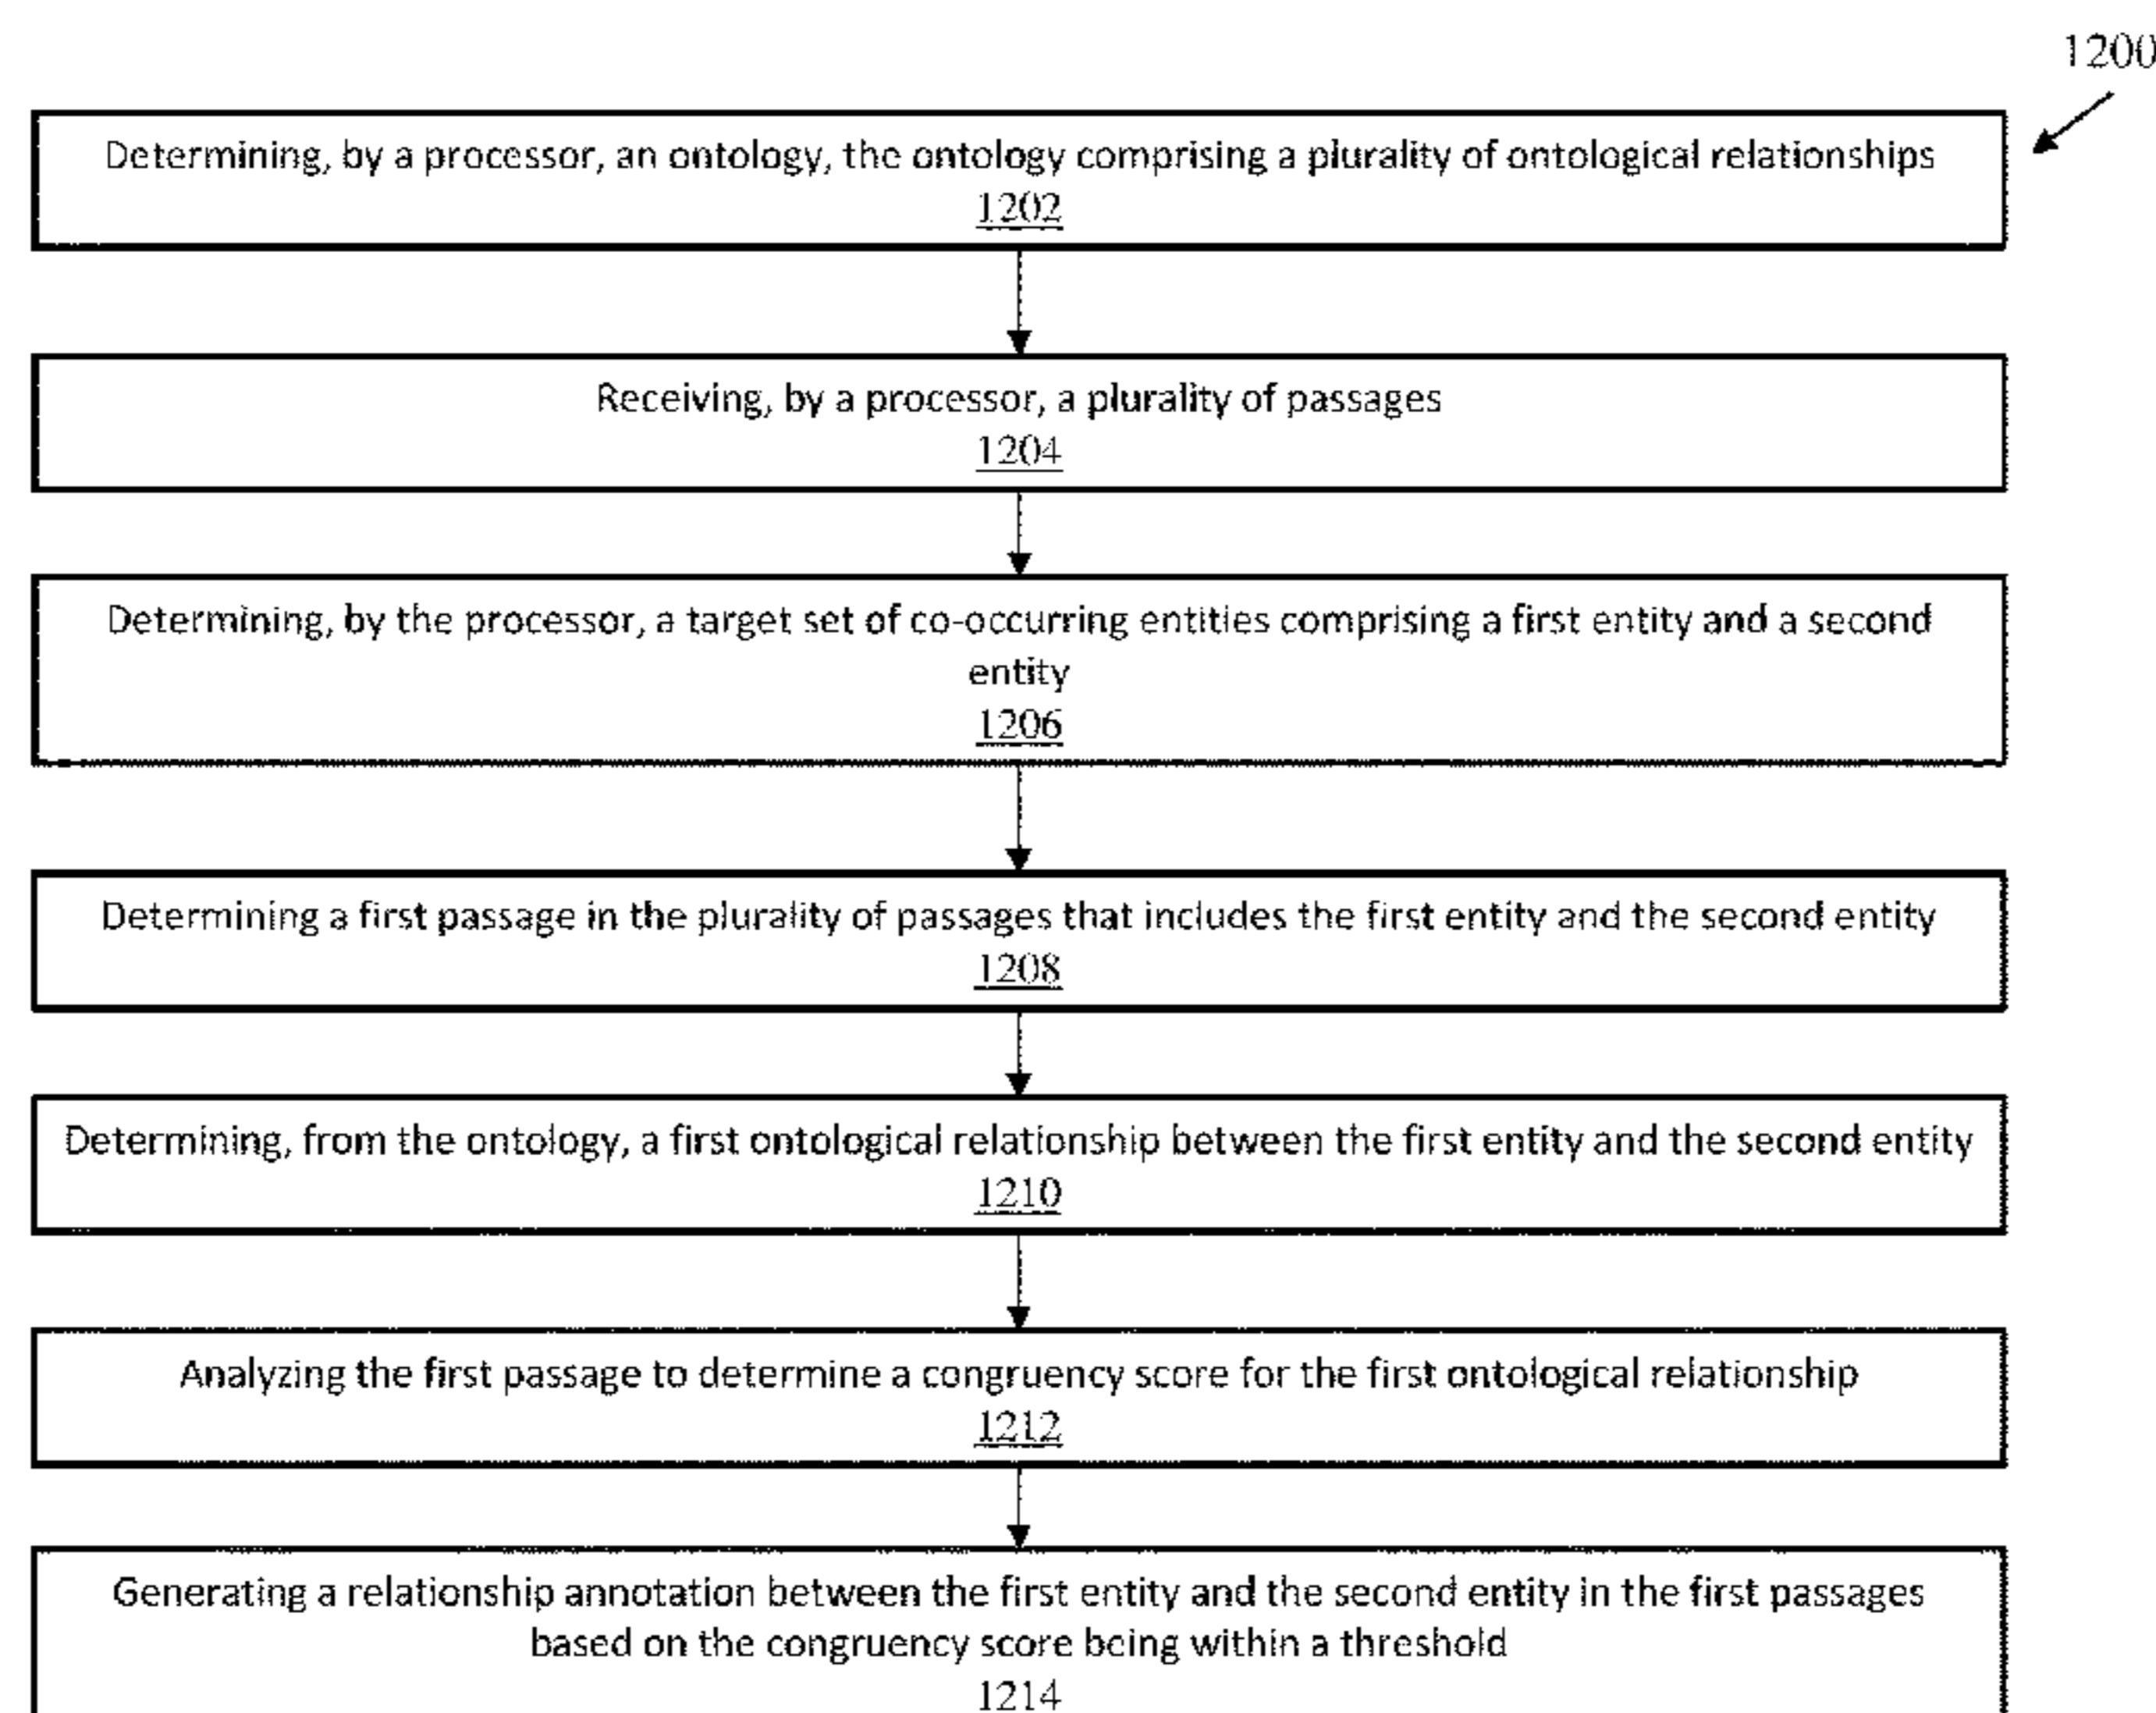 1200
Determining, by a processor, an ontology, the ontology comprising a plurality of ontological relationships
1202
Receiving, by a processor, a plurality of passages
1204
Determining, by the processor, a target set of co-occurring entities comprising a first entity and a second
entity
1206
Determining a first passage in the plurality of passages that includes the first entity and the second entity
1208
Determining, from the ontology, a first ontological relationship between the first entity and the second entity
1210
Analyzing the first passage to determine a congruency score for the first ontological relationship
1212
Generating a relationship annotation between the first entity and the second entity in the first passages
based on the congruency score being within a threshold
1214